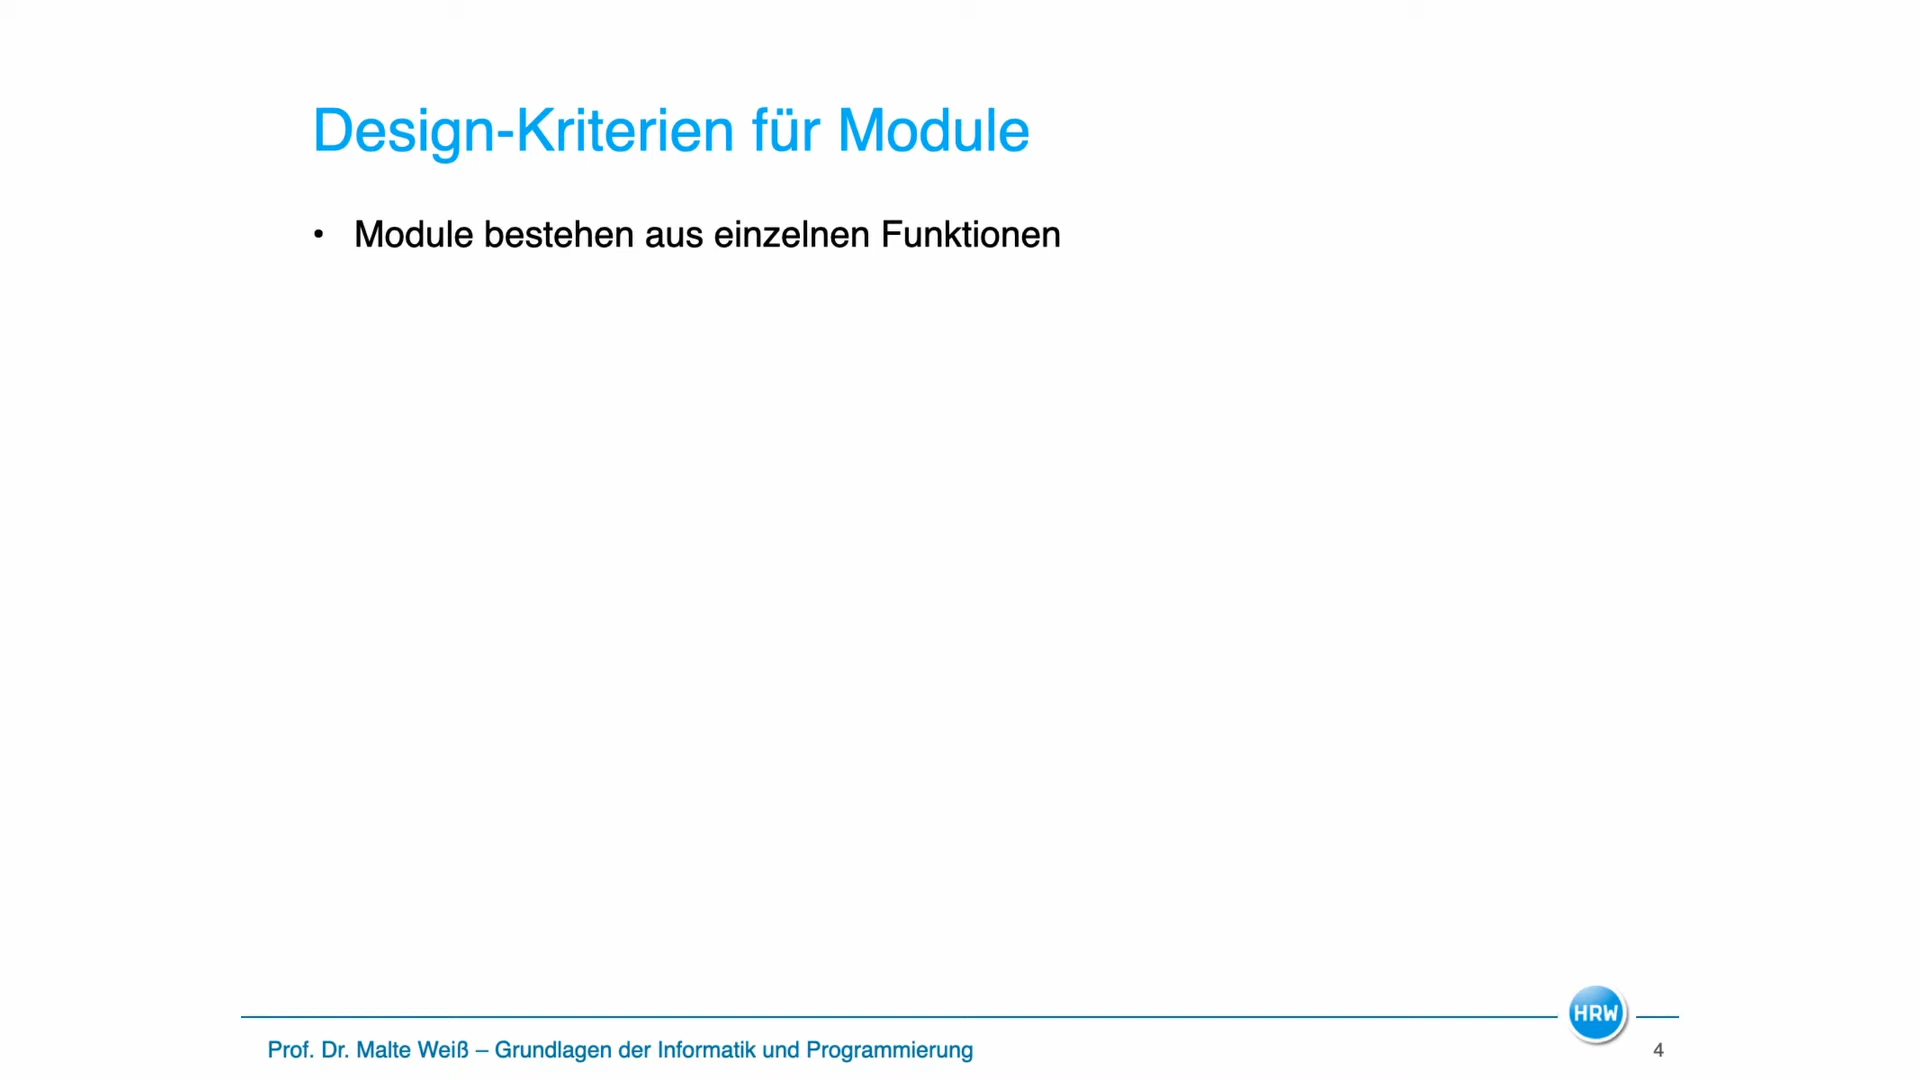 Design-Kriterien für Module
• Module bestehen aus einzelnen Funktionen
HRW
Prof. Dr. Malte Weiß – Grundlagen der Informatik und Programmierung
4